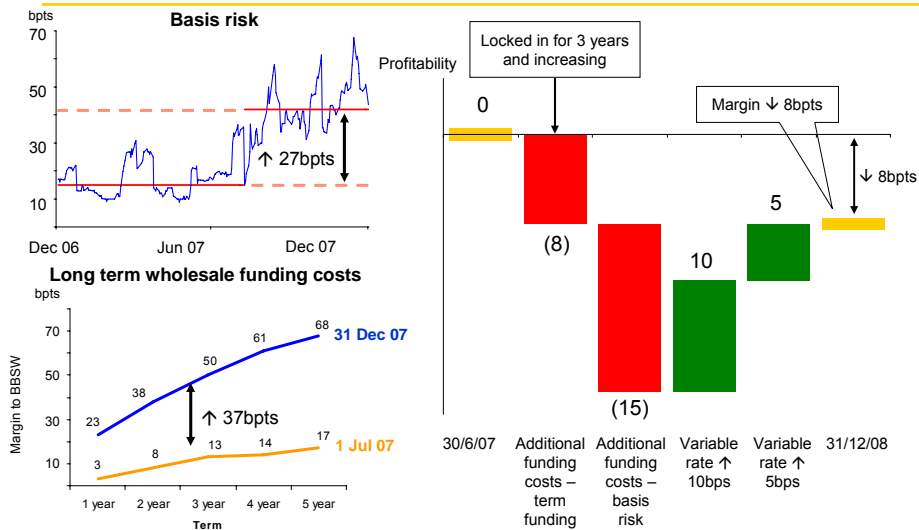 Basis risk
bpts
70
50
30
10
↑ 27bpts
Dec 06
Jun 07
Dec 07
Long term wholesale funding costs
bpts
Margin to BBSW
70
50
30
10
23
38
50
61
68
31 Dec 07
↑ 37bpts
3
8
13
14
17
1 Jul 07
1 year
2 year
3 year
4 year
5 year
Term
Locked in for 3 years
and increasing
Profitability
Margin ↓ 8bpts
0
(8)
(15)
10
5
↓ 8bpts
30/6/07
Additional
funding
costs –
term
funding
Additional
funding
costs –
basis
risk
Variable
rate ↑
10bps
Variable
rate ↑
5bps
31/12/08